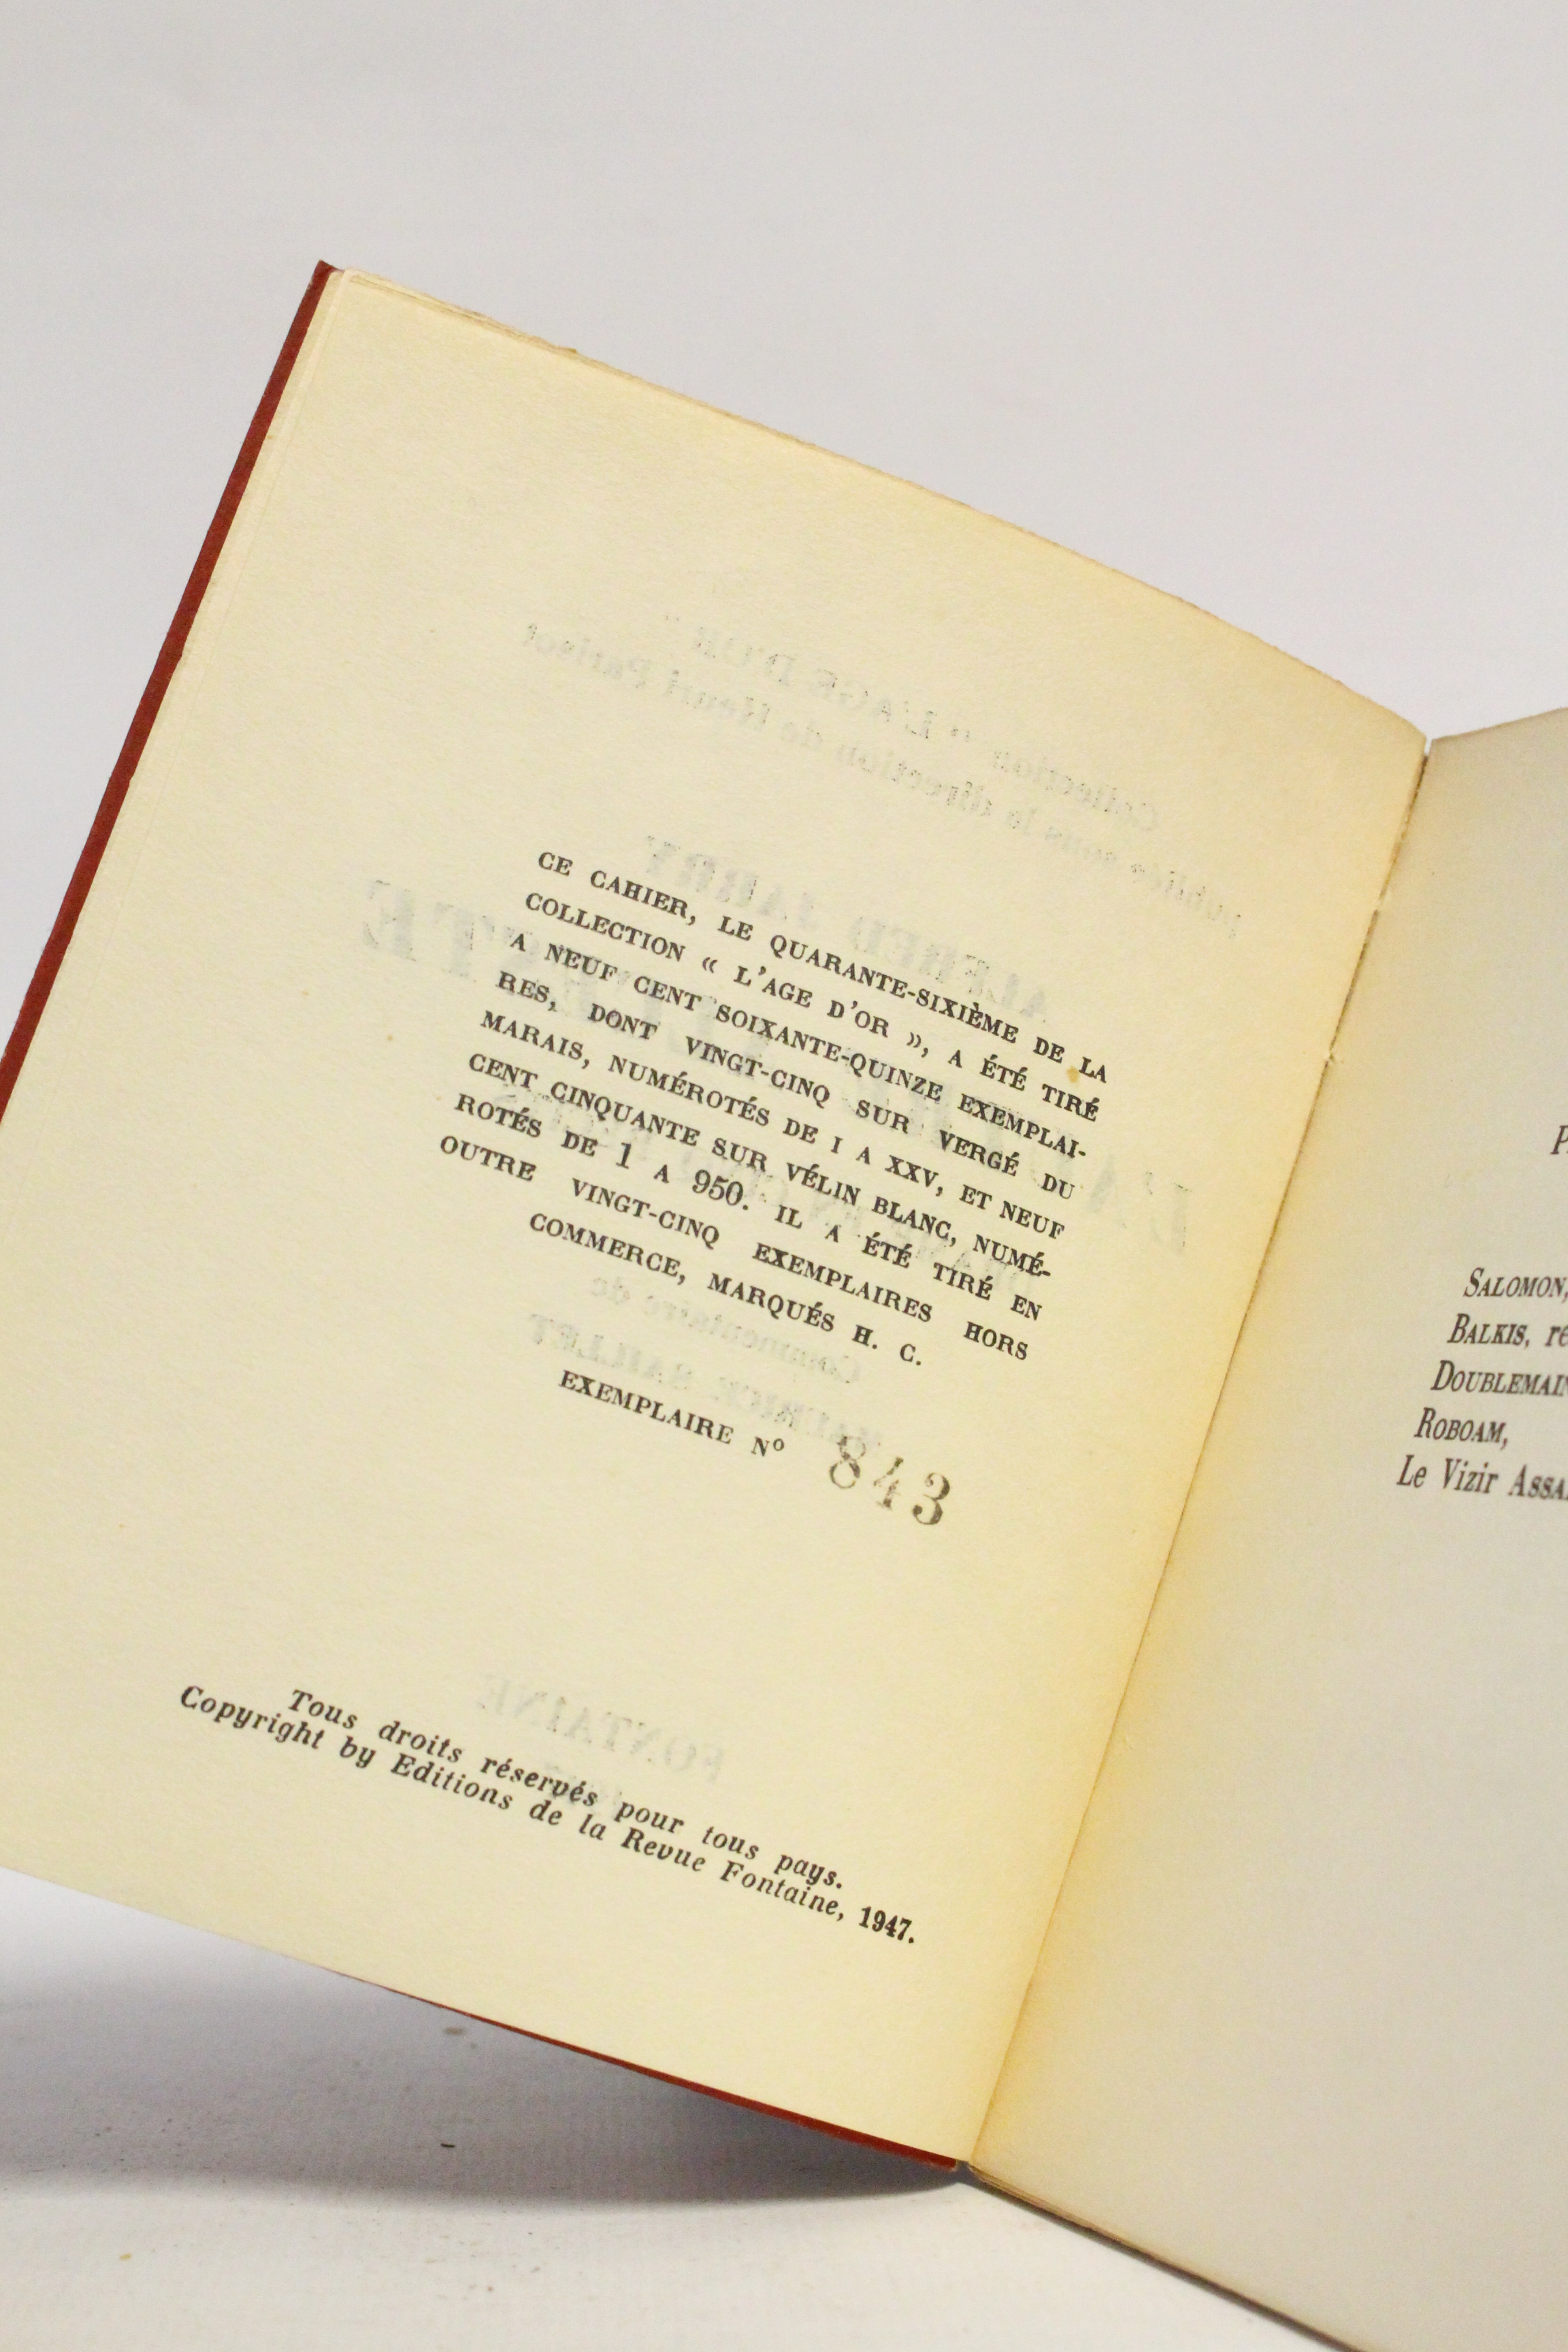 CE CAHIER, LE QUARANTE-SIXIÈME DE LA
COLLECTION « L'AGE D'OR », A ÉTÉ TIRÉ
A NEUF CENT SOIXANTE-QUINZE EXEMPLAI-
RES, DONT VINGT-CINQ SUR VERGÉ DU
MARAIS, NUMÉROTÉS DE I A XXV, ET NEUF
CENT CINQUANTE SUR VÉLIN BLANC, NUMÉ-
ROTÉS DE 1 A 950. IL A ÉTÉ TIRÉ EN
OUTRE VINGT-CINQ EXEMPLAIRES HORS
COMMERCE, MARQUÉS H. C.
EXEMPLAIRE Nº 843
Tous droits réservés pour tous pays.
Copyright by Editions de la Revue Fontaine, 1947.
SALOMON,
BALKIS,
ROBOAM,
Le Vizir